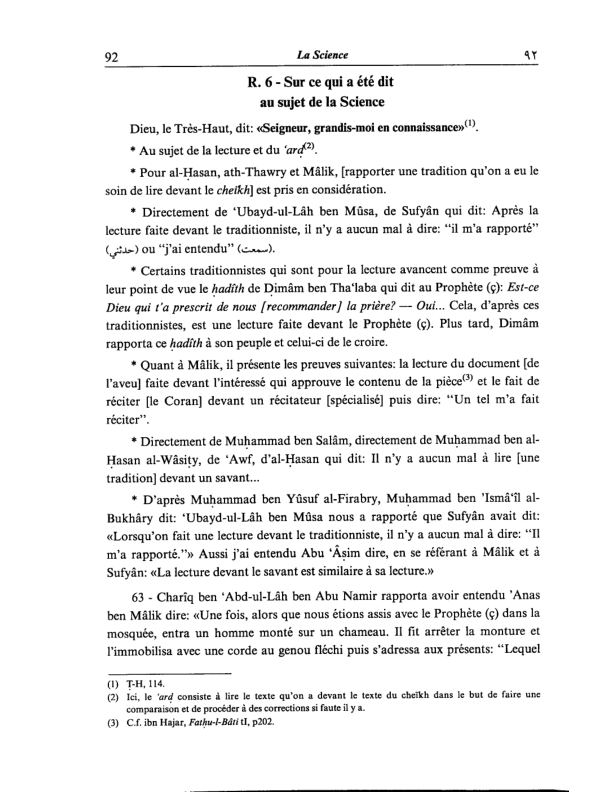 92 La Science ٩٢
R. 6 - Sur ce qui a été dit
au sujet de la Science
Dieu, le Très-Haut, dit: «Seigneur, grandis-moi en connaissance»(1).
* Au sujet de la lecture et du ‘arḍ(2).
* Pour al-Ḥasan, ath-Thawry et Mâlik, [rapporter une tradition qu'on a eu le
soin de lire devant le cheïkh] est pris en considération.
* Directement de ‘Ubayd-ul-Lâh ben Mûsa, de Sufyân qui dit: Après la
lecture faite devant le traditionniste, il n'y a aucun mal à dire: “il m'a rapporté”
(حدثني) ou “j'ai entendu” (سمعت).
* Certains traditionnistes qui sont pour la lecture avancent comme preuve à
leur point de vue le ḥadîth de Ḍimâm ben Tha‘laba qui dit au Prophète (ç): Est-ce
Dieu qui t'a prescrit de nous [recommander] la prière? — Oui... Cela, d'après ces
traditionnistes, est une lecture faite devant le Prophète (ç). Plus tard, Ḍimâm
rapporta ce ḥadîth à son peuple et celui-ci de le croire.
* Quant à Mâlik, il présente les preuves suivantes: la lecture du document [de
l'aveu] faite devant l'intéressé qui approuve le contenu de la pièce(3) et le fait de
réciter [le Coran] devant un récitateur [spécialisé] puis dire: “Un tel m'a fait
réciter”.
* Directement de Muḥammad ben Salâm, directement de Muḥammad ben al-
Ḥasan al-Wâsiṭy, de ‘Awf, d'al-Ḥasan qui dit: Il n'y a aucun mal à lire [une
tradition] devant un savant...
* D'après Muḥammad ben Yûsuf al-Firabry, Muḥammad ben 'Ismâ‘îl al-
Bukhâry dit: ‘Ubayd-ul-Lâh ben Mûsa nous a rapporté que Sufyân avait dit:
«Lorsqu'on fait une lecture devant le traditionniste, il n'y a aucun mal à dire: “Il
m'a rapporté.”» Aussi j'ai entendu Abu ‘Âṣim dire, en se référant à Mâlik et à
Sufyân: «La lecture devant le savant est similaire à sa lecture.»
63 - Charîq ben ‘Abd-ul-Lâh ben Abu Namir rapporta avoir entendu 'Anas
ben Mâlik dire: «Une fois, alors que nous étions assis avec le Prophète (ç) dans la
mosquée, entra un homme monté sur un chameau. Il fit arrêter la monture et
l'immobilisa avec une corde au genou fléchi puis s'adressa aux présents: “Lequel
(1) Ṭ-H, 114.
(2) Ici, le ‘arḍ consiste à lire le texte qu'on a devant le texte du cheïkh dans le but de faire une
comparaison et de procéder à des corrections si faute il y a.
(3) C.f. ibn Hajar, Fatḥu-l-Bâti tI, p202.